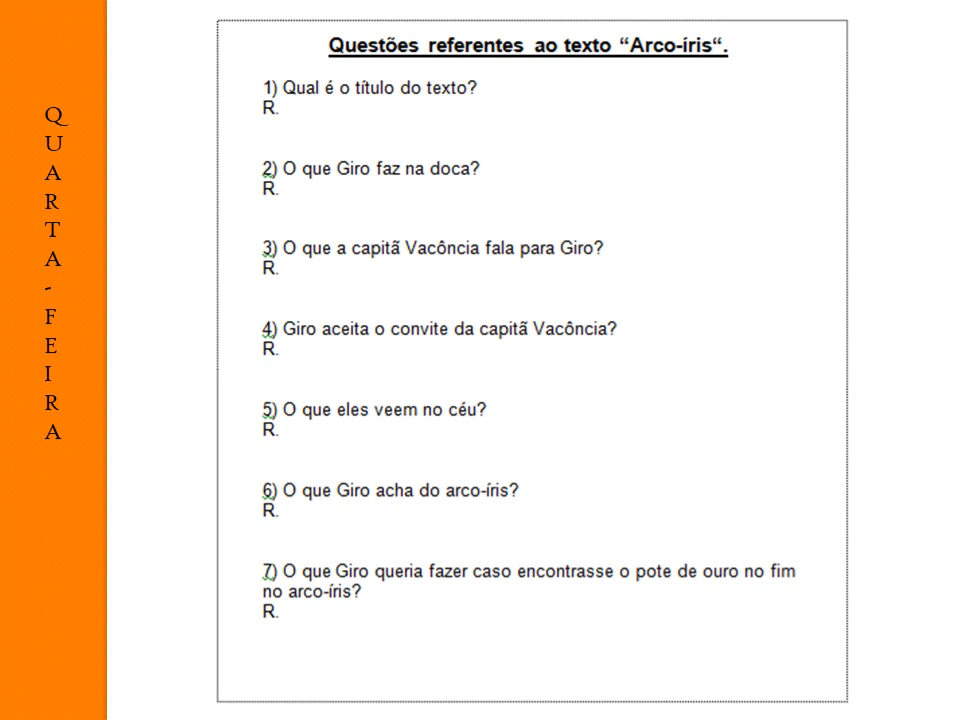 Q
U
A
R
T
A
-
F
E
I
R
A
Questões referentes ao texto “Arco-íris“.
1) Qual é o título do texto?
R.
2) O que Giro faz na doca?
R.
3) O que a capitã Vacôncia fala para Giro?
R.
4) Giro aceita o convite da capitã Vacôncia?
R.
5) O que eles veem no céu?
R.
6) O que Giro acha do arco-íris?
R.
7) O que Giro queria fazer caso encontrasse o pote de ouro no fim
no arco-íris?
R.